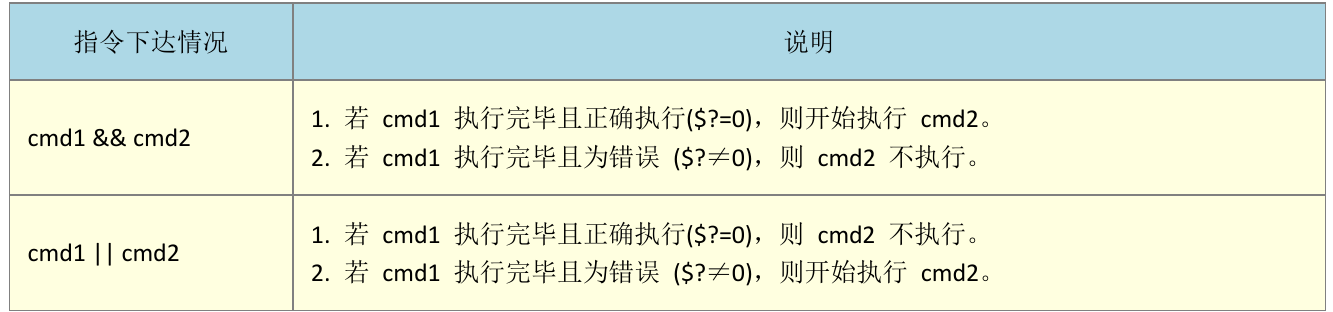 指令下达情况
说明
cmd1 && cmd2
1. 若 cmd1 执行完毕且正确执行($?=0)，则开始执行 cmd2。
2. 若 cmd1 执行完毕且为错误 ($?≠0)，则 cmd2 不执行。
cmd1 || cmd2
1. 若 cmd1 执行完毕且正确执行($?=0)，则 cmd2 不执行。
2. 若 cmd1 执行完毕且为错误 ($?≠0)，则开始执行 cmd2。